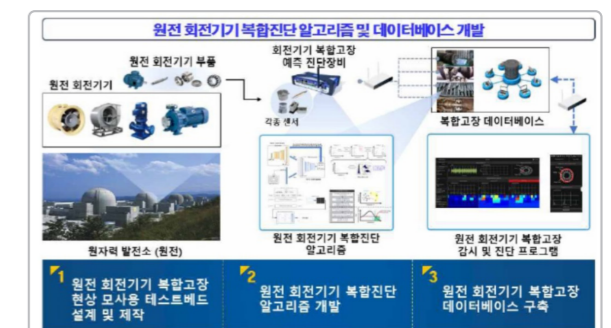 원전 회전기기 복합진단 알고리즘 및 데이터베이스 개발
원전 회전기기 부품
회전기기 복합고장
예측 진단장비
원전 회전기기
각종 센서
복합고장 데이터베이스
원자력 발전소 (원전)
원전 회전기기 복합진단
알고리즘
원전 회전기기 복합고장
감시 및 진단 프로그램
1
원전 회전기기 복합고장
현상 모사용 테스트베드
설계 및 제작
2
원전 회전기기 복합진단
알고리즘 개발
3
원전 회전기기 복합고장
데이터베이스 구축